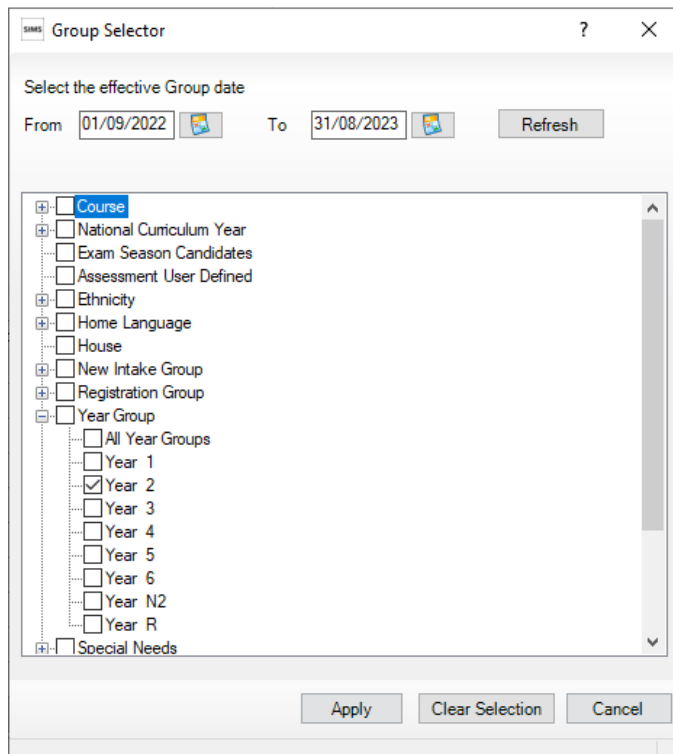 SIMS Group Selector ?
Select the effective Group date
From 01/09/2022 To 31/08/2023 Refresh
Course
National Curriculum Year
Exam Season Candidates
Assessment User Defined
Ethnicity
Home Language
House
New Intake Group
Registration Group
Year Group
All Year Groups
Year 1
Year 2
Year 3
Year 4
Year 5
Year 6
Year N2
Year R
Special Needs
Apply Clear Selection Cancel